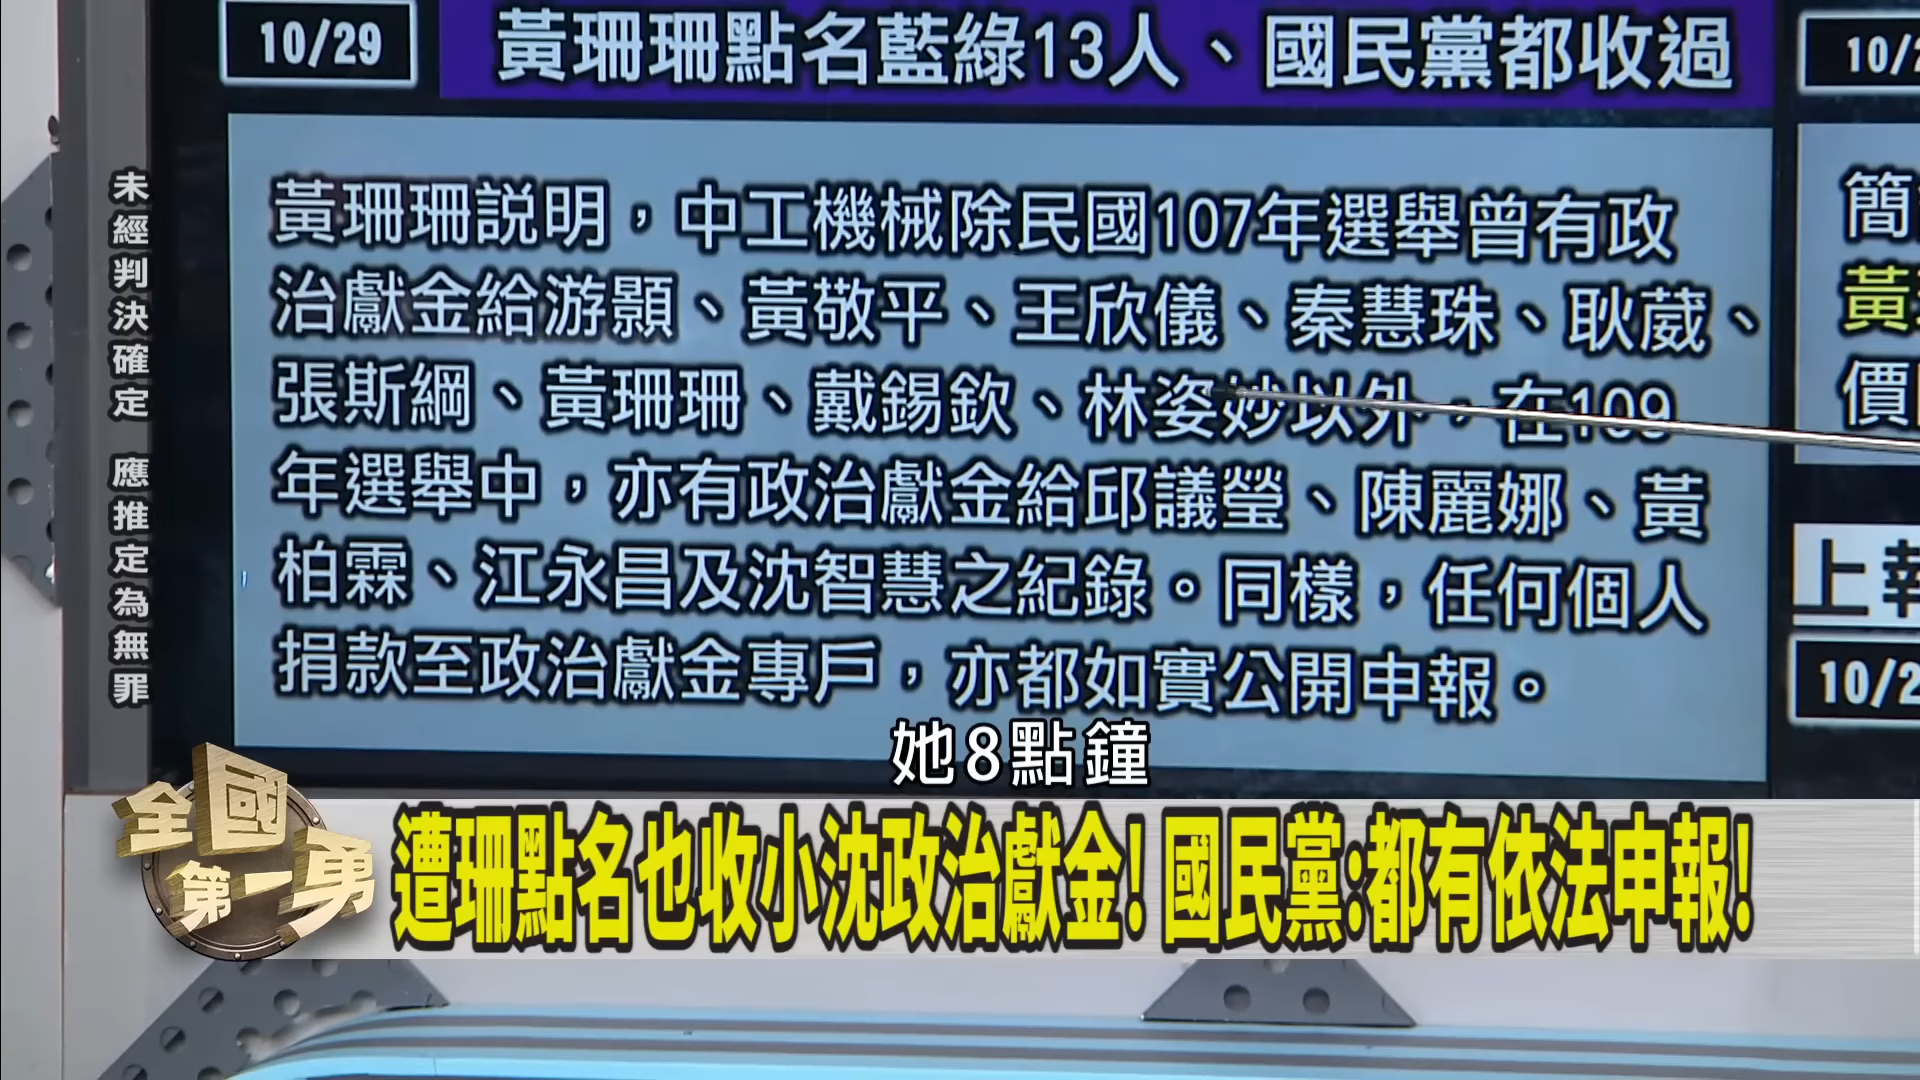 10/29
黃珊珊點名藍綠13人、國民黨都收過
10/2
黃珊珊説明，中工機械除民國107年選舉曾有政
治獻金給游顥、黃敬平、王欣儀、秦慧珠、耿葳、
張斯綱、黃珊珊、戴錫欽、林姿妙以外，在109
年選舉中，亦有政治獻金給邱議瑩、陳麗娜、黃
柏霖、江永昌及沈智慧之紀錄。同樣，任何個人
捐款至政治獻金專戶，亦都如實公開申報。
簡
黃
價
上報
10/2
未經判決確定 應推定為無罪
她8點鐘
全國第一勇
遭珊點名也收小沈政治獻金!國民黨:都有依法申報!